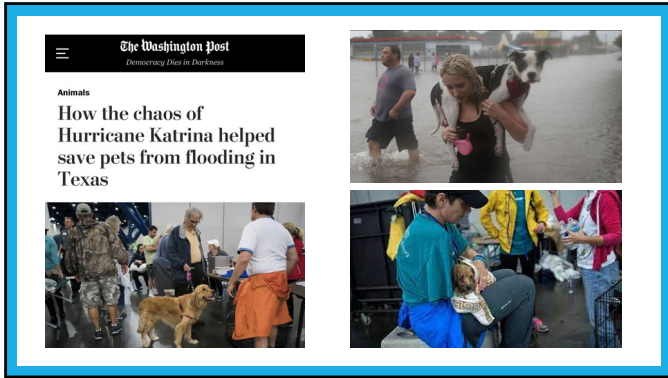 The Washington Post
Democracy Dies in Darkness
Animals
How the chaos of
Hurricane Katrina helped
save pets from flooding in
Texas